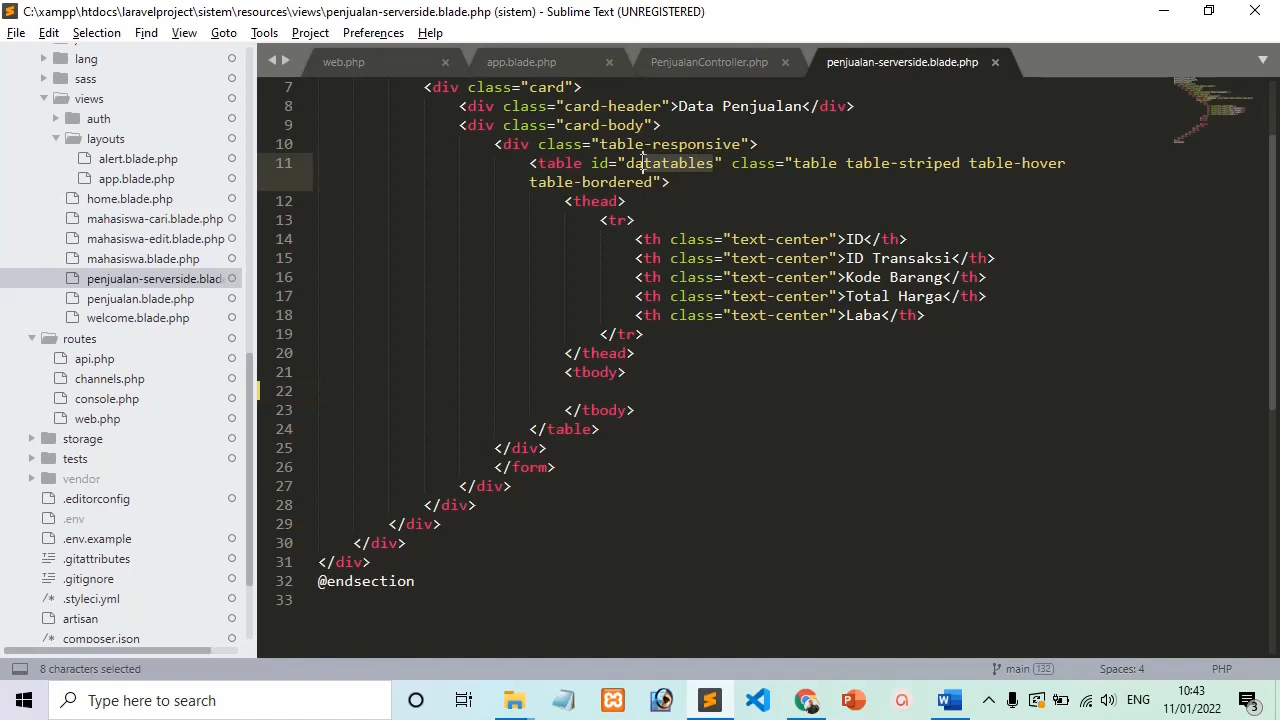 C:\xampp\htdocs\laravelproject\sistem\resources\views\penjualan-serverside.blade.php (sistem) - Sublime Text (UNREGISTERED)
File Edit Selection Find View Goto Tools Project Preferences Help
web.php app.blade.php PenjualanController.php penjualan-serverside.blade.php
lang
sass
views
auth
layouts
alert.blade.php
app.blade.php
home.blade.php
mahasiswa-cari.blade.php
mahasiswa-edit.blade.php
mahasiswa.blade.php
penjualan-serverside.blad
penjualan.blade.php
welcome.blade.php
routes
api.php
channels.php
console.php
web.php
storage
tests
vendor
.editorconfig
.env
.env.example
.gitattributes
.gitignore
.styleci.yml
artisan
composer.json
7 <div class="card">
8 <div class="card-header">Data Penjualan</div>
9 <div class="card-body">
10 <div class="table-responsive">
11 <table id="datatables" class="table table-striped table-hover
table-bordered">
12 <thead>
13 <tr>
14 <th class="text-center">ID</th>
15 <th class="text-center">ID Transaksi</th>
16 <th class="text-center">Kode Barang</th>
17 <th class="text-center">Total Harga</th>
18 <th class="text-center">Laba</th>
19 </tr>
20 </thead>
21 <tbody>
22
23 </tbody>
24 </table>
25 </div>
26 </form>
27 </div>
28 </div>
29 </div>
30 </div>
31 </div>
32 @endsection
33
8 characters selected main 132 Spaces: 4 PHP
Type here to search ENG 10:43
11/01/2022 3